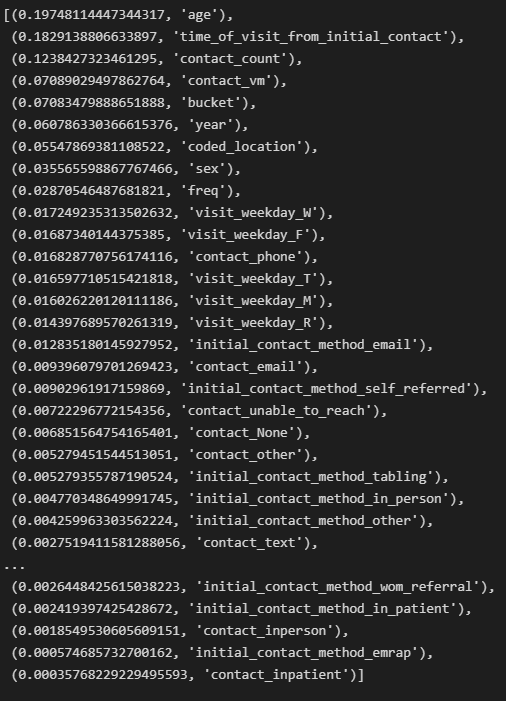 [(0.19748114447344317, 'age'),
(0.1829138806633897, 'time_of_visit_from_initial_contact'),
(0.1238427323461295, 'contact_count'),
(0.07089029497862764, 'contact_vm'),
(0.07083479888651888, 'bucket'),
(0.060786330366615376, 'year'),
(0.05547869381108522, 'coded_location'),
(0.035565598867767466, 'sex'),
(0.02870546487681821, 'freq'),
(0.017249235313502632, 'visit_weekday_W'),
(0.01687340144375385, 'visit_weekday_F'),
(0.016828770756174116, 'contact_phone'),
(0.016597710515421818, 'visit_weekday_T'),
(0.016026220120111186, 'visit_weekday_M'),
(0.014397689570261319, 'visit_weekday_R'),
(0.012835180145927952, 'initial_contact_method_email'),
(0.009396079701269423, 'contact_email'),
(0.00902961917159869, 'initial_contact_method_self_referred'),
(0.00722296772154356, 'contact_unable_to_reach'),
(0.006851564754165401, 'contact_None'),
(0.005279451544513051, 'contact_other'),
(0.005279355787190524, 'initial_contact_method_tabling'),
(0.004770348649991745, 'initial_contact_method_in_person'),
(0.004259963303562224, 'initial_contact_method_other'),
(0.0027519411581288056, 'contact_text'),
...
(0.0026448425615038223, 'initial_contact_method_wom_referral'),
(0.002419397425428672, 'initial_contact_method_in_patient'),
(0.0018549530605609151, 'contact_inperson'),
(0.000574685732700162, 'initial_contact_method_emrap'),
(0.00035768229229495593, 'contact_inpatient')]